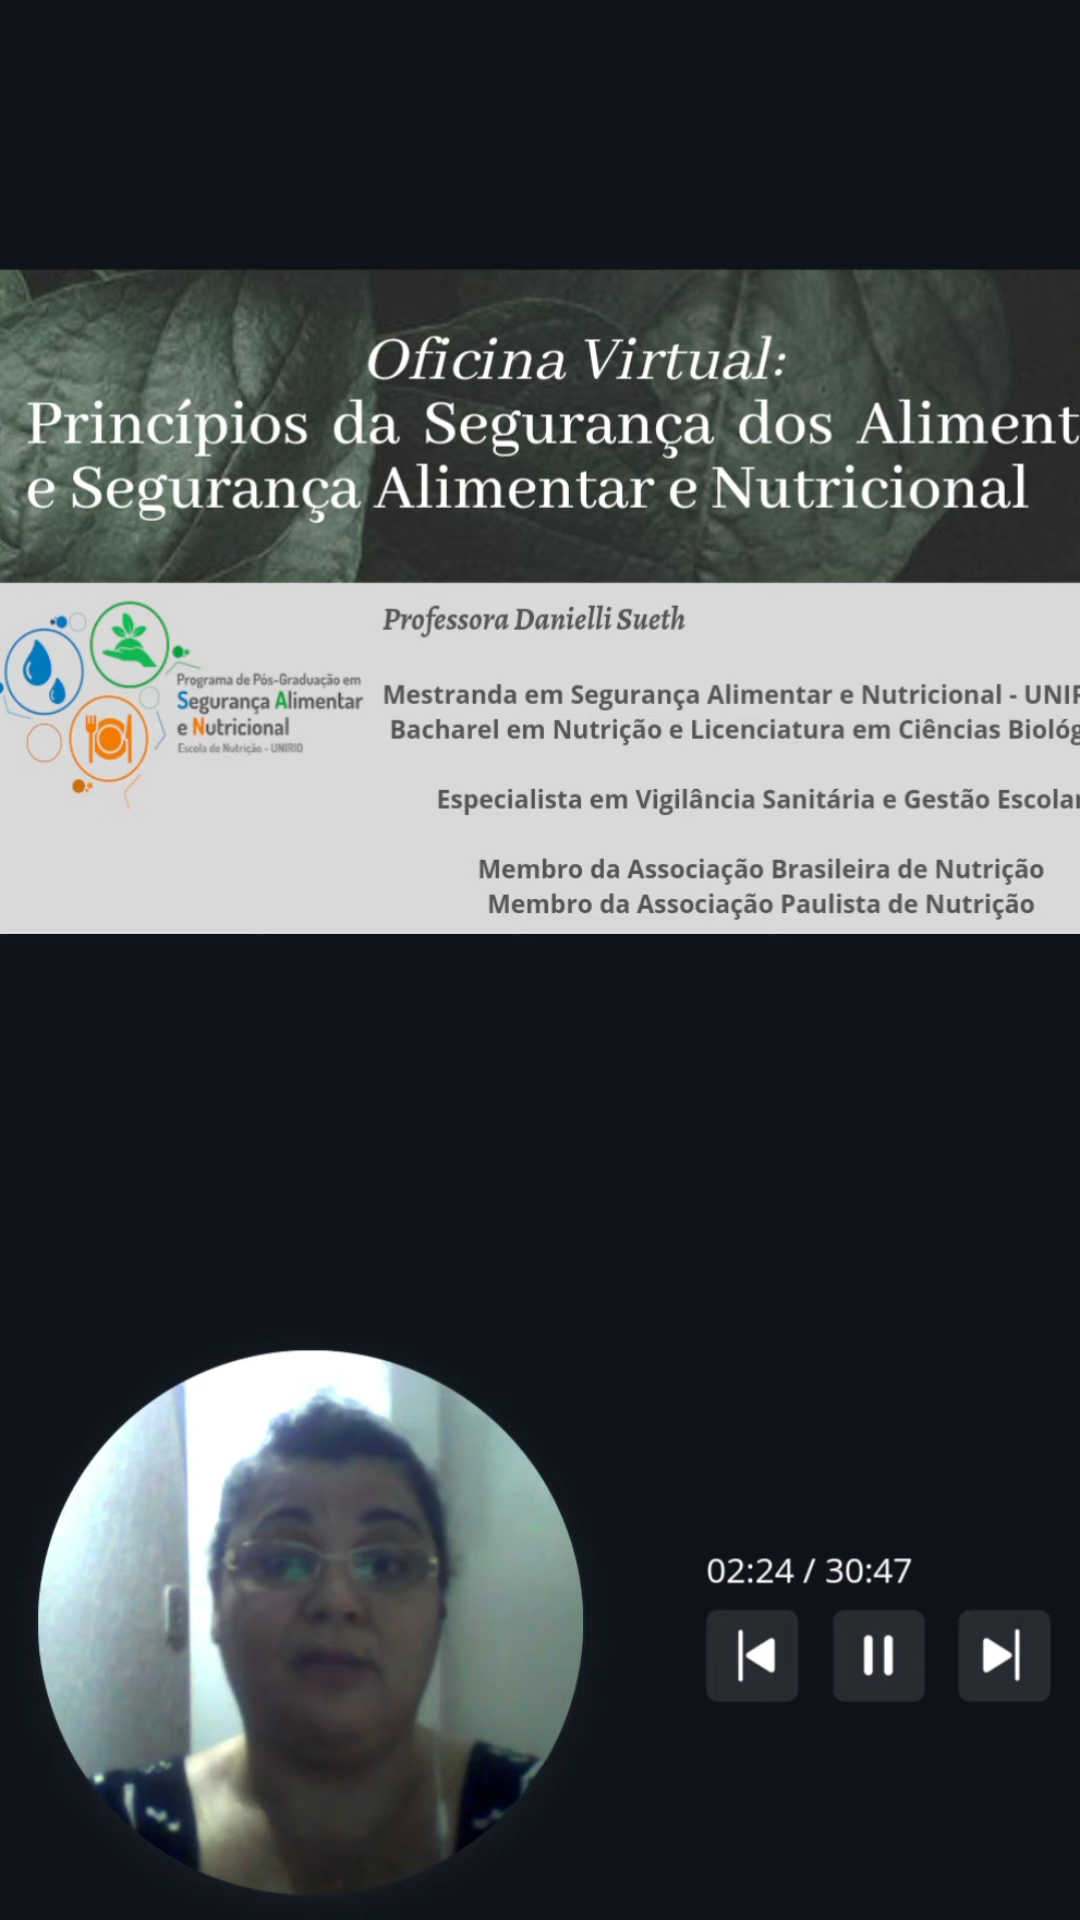 Oficina Virtual:
Princípios da Segurança dos Aliment
e Segurança Alimentar e Nutricional
Professora Danielli Sueth
Programa de Pós-Graduação em
Segurança Alimentar
e Nutricional
Escola de Nutrição - UNIRIO
Mestranda em Segurança Alimentar e Nutricional - UNIR
Bacharel em Nutrição e Licenciatura em Ciências Biológ
Especialista em Vigilância Sanitária e Gestão Escolar
Membro da Associação Brasileira de Nutrição
Membro da Associação Paulista de Nutrição
02:24 / 30:47